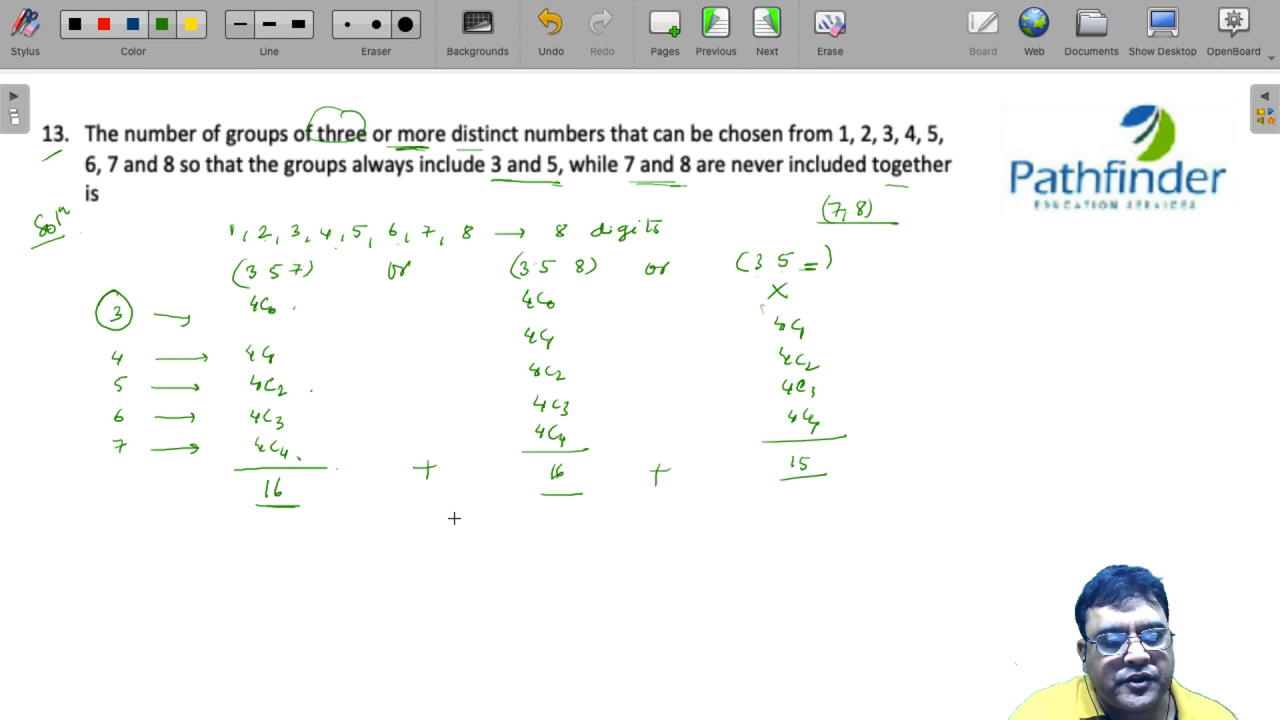 Stylus
Color
Line
Eraser
Backgrounds
Undo
Redo
Pages
Previous
Next
Erase
Board
Web
Documents
Show Desktop
OpenBoard
13. The number of groups of three or more distinct numbers that can be chosen from 1, 2, 3, 4, 5,
6, 7 and 8 so that the groups always include 3 and 5, while 7 and 8 are never included together
is
Pathfinder
EDUCATION SERVICES
(7, 8)
Solⁿ
1, 2, 3, 4, 5, 6, 7, 8 → 8 digits
(3 5 7) or (3 5 8) or (3 5 =)
3 → 4C0 4C0 X
4 → 4C1 4C1 4C1
5 → 4C2 4C2 4C2
6 → 4C3 4C3 4C3
7 → 4C4 4C4 4C4
16 + 16 + 15